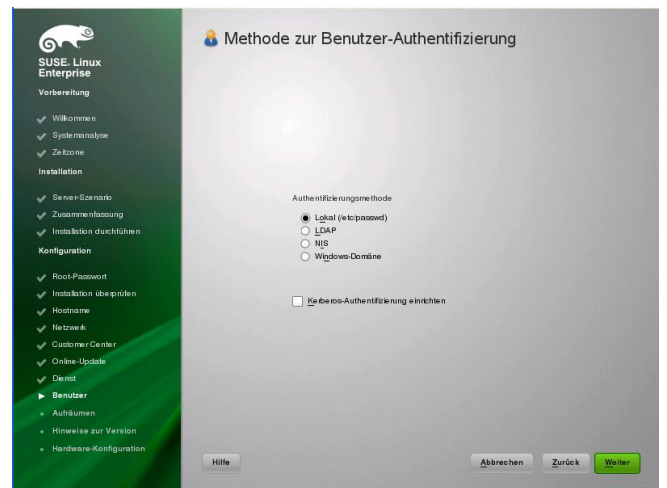 SUSE. Linux
Enterprise
Vorbereitung
Willkommen
Systemanalyse
Zeitzone
Installation
Server-Szenario
Zusammenfassung
Installation durchführen
Konfiguration
Root-Passwort
Installation überprüfen
Hostname
Netzwerk
Customer Center
Online-Update
Dienst
Benutzer
Aufräumen
Hinweise zur Version
Hardware-Konfiguration
Methode zur Benutzer-Authentifizierung
Authentifizierungsmethode
Lokal (/etc/passwd)
LDAP
NIS
Windows-Domäne
Kerberos-Authentifizierung einrichten
Hilfe
Abbrechen
Zurück
Weiter